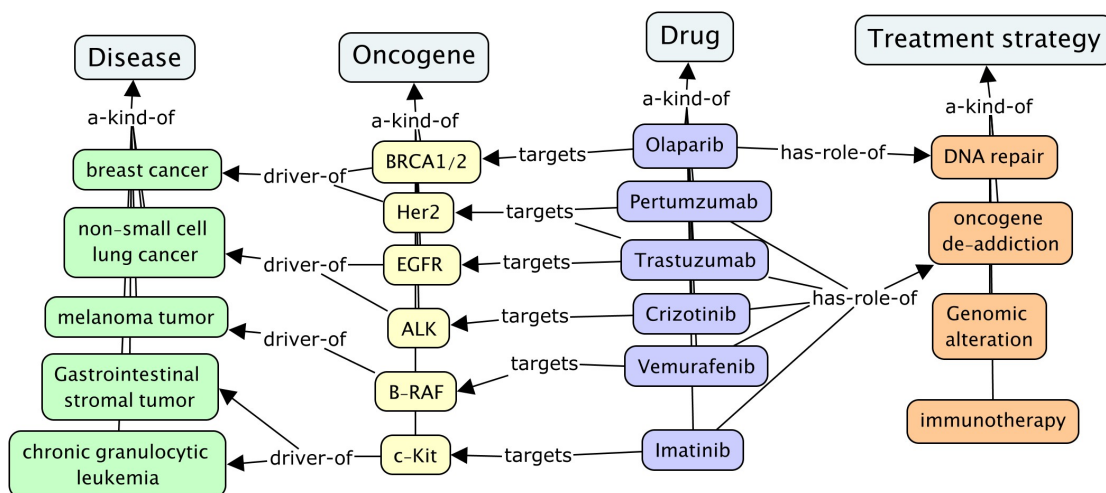 Disease
Oncogene
Drug
Treatment strategy
a-kind-of
a-kind-of
a-kind-of
a-kind-of
breast cancer
driver-of
BRCA1/2
targets
Olaparib
has-role-of
DNA repair
non-small cell
lung cancer
Her2
targets
Pertumzumab
oncogene
de-addiction
driver-of
EGFR
targets
Trastuzumab
has-role-of
melanoma tumor
driver-of
ALK
targets
Crizotinib
Genomic
alteration
Gastrointestinal
stromal tumor
B-RAF
targets
Vemurafenib
immunotherapy
chronic granulocytic
leukemia
driver-of
c-Kit
targets
Imatinib